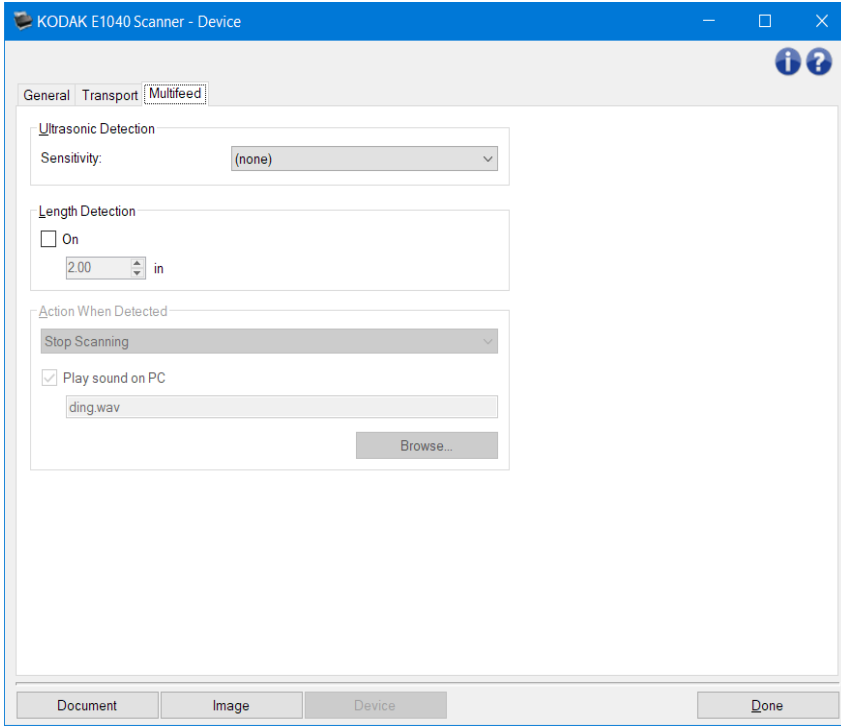 KODAK E1040 Scanner - Device
General Transport Multifeed
Ultrasonic Detection
Sensitivity: (none)
Length Detection
On
2.00 in
Action When Detected
Stop Scanning
Play sound on PC
ding.wav
Browse...
Document Image Device Done